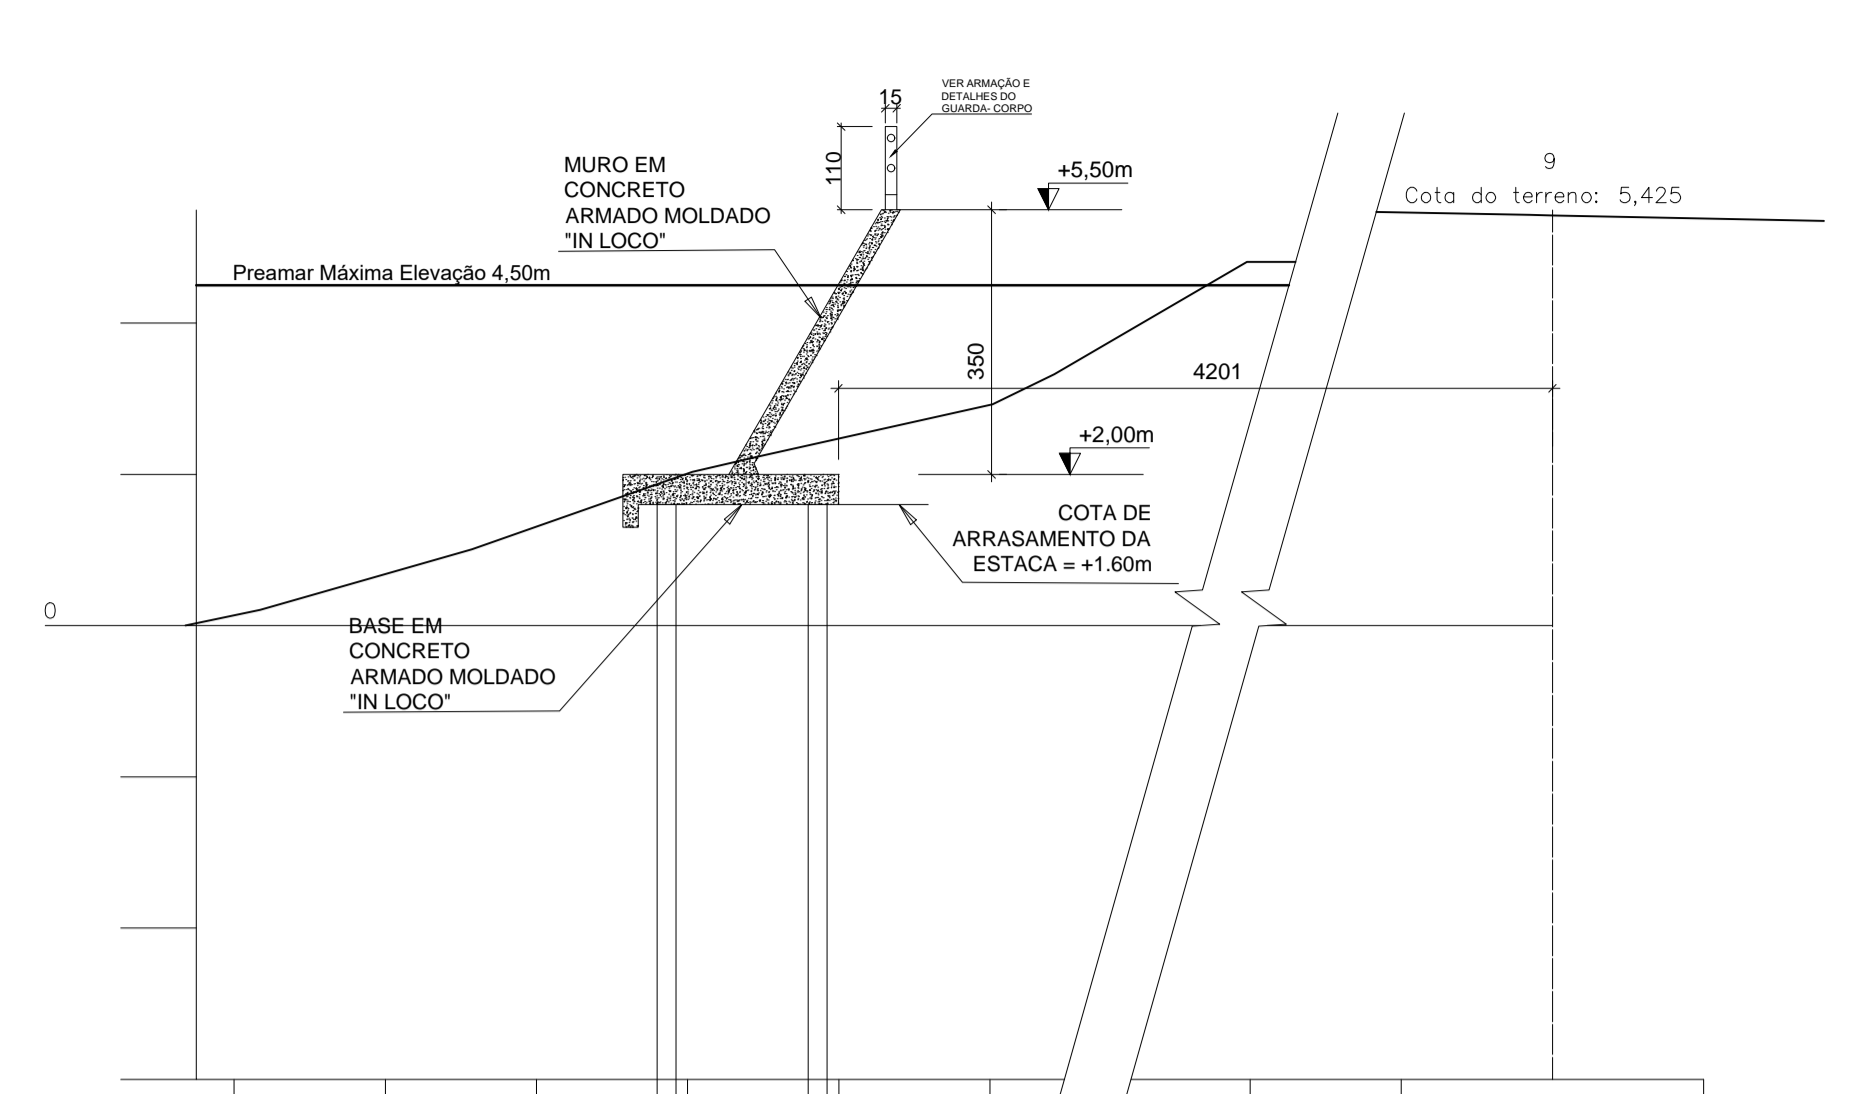 VER ARMAÇÃO E
DETALHES DO
GUARDA- CORPO
15
110
MURO EM
CONCRETO
ARMADO MOLDADO
"IN LOCO"
+5,50m
9
Cota do terreno: 5,425
Preamar Máxima Elevação 4,50m
350
4201
+2,00m
COTA DE
ARRASAMENTO DA
ESTACA = +1.60m
0
BASE EM
CONCRETO
ARMADO MOLDADO
"IN LOCO"